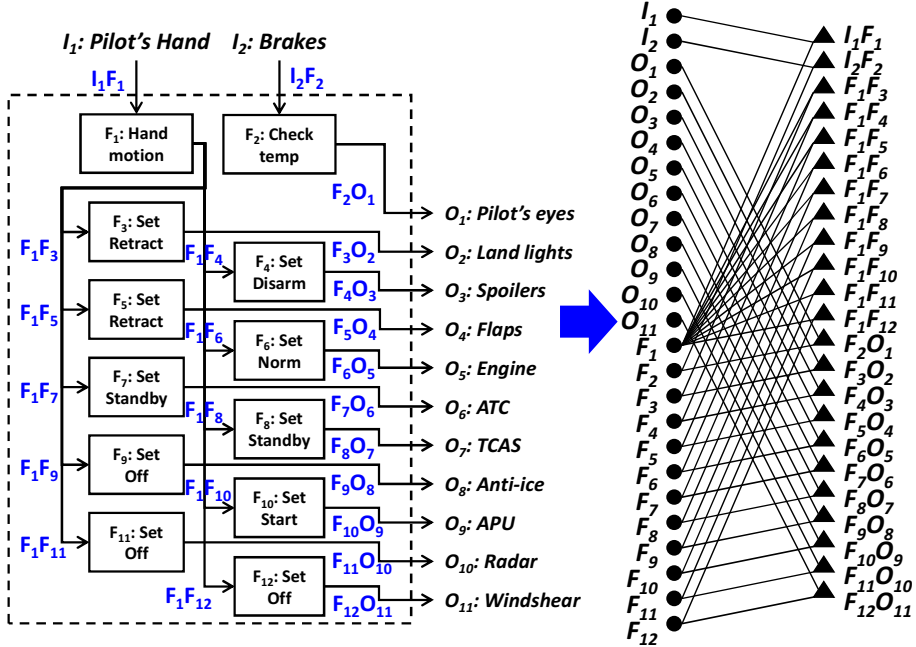 I₁: Pilot's Hand
I₂: Brakes
I₁F₁
I₂F₂
F₁: Hand motion
F₂: Check temp
F₂O₁
O₁: Pilot's eyes
F₁F₃
F₃: Set Retract
F₁F₄
F₃O₂
O₂: Land lights
F₄: Set Disarm
F₄O₃
O₃: Spoilers
F₁F₅
F₅: Set Retract
F₁F₆
F₅O₄
O₄: Flaps
F₆: Set Norm
F₆O₅
O₅: Engine
F₁F₇
F₇: Set Standby
F₁F₈
F₇O₆
O₆: ATC
F₈: Set Standby
F₈O₇
O₇: TCAS
F₁F₉
F₉: Set Off
F₁F₁₀
F₉O₈
O₈: Anti-ice
F₁₀: Set Start
F₁₀O₉
O₉: APU
F₁F₁₁
F₁₁: Set Off
F₁₁O₁₀
O₁₀: Radar
F₁F₁₂
F₁₂: Set Off
F₁₂O₁₁
O₁₁: Windshear
I₁
I₂
O₁
O₂
O₃
O₄
O₅
O₆
O₇
O₈
O₉
O₁₀
O₁₁
F₁
F₂
F₃
F₄
F₅
F₆
F₇
F₈
F₉
F₁₀
F₁₁
F₁₂
I₁F₁
I₂F₂
F₁F₃
F₁F₄
F₁F₅
F₁F₆
F₁F₇
F₁F₈
F₁F₉
F₁F₁₀
F₁F₁₁
F₁F₁₂
F₂O₁
F₃O₂
F₄O₃
F₅O₄
F₆O₅
F₇O₆
F₈O₇
F₉O₈
F₁₀O₉
F₁₁O₁₀
F₁₂O₁₁